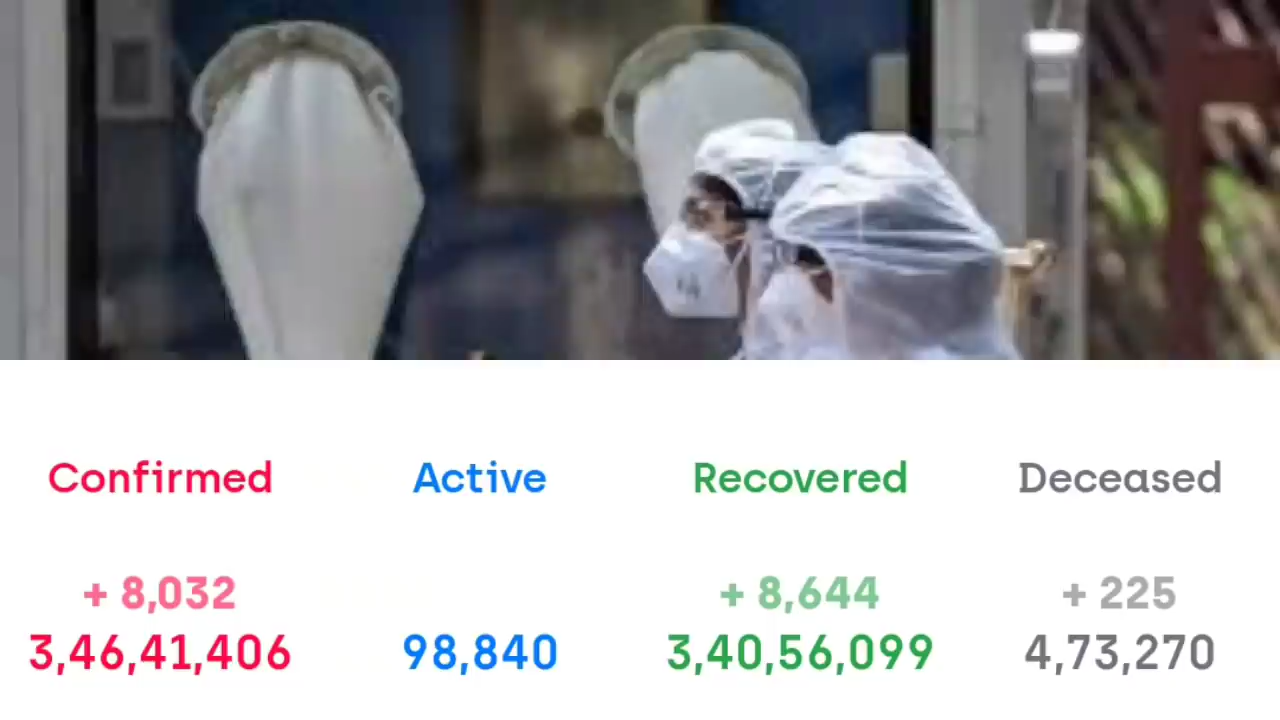 Confirmed Active Recovered Deceased
+ 8,032 + 8,644 + 225
3,46,41,406 98,840 3,40,56,099 4,73,270